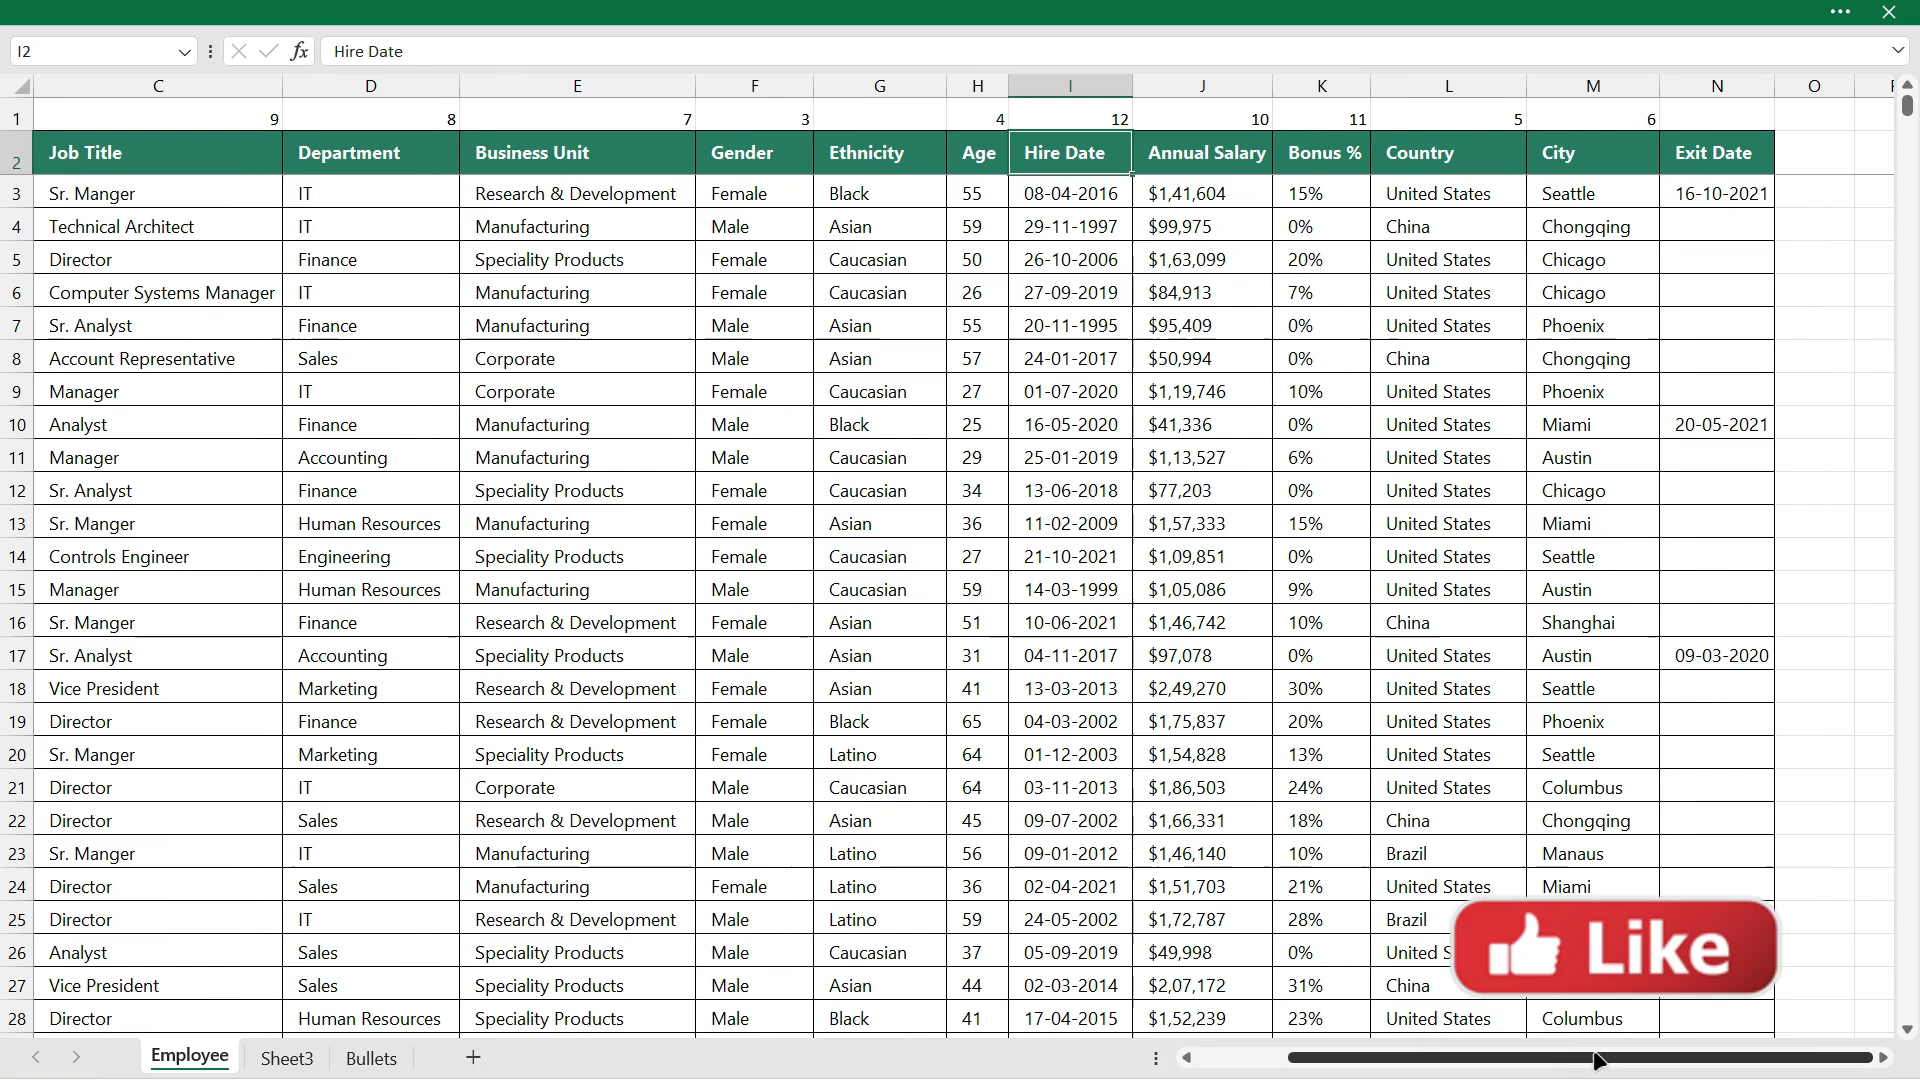 I2 fx Hire Date
C D E F G H I J K L M N O
1 9 8 7 3 4 12 10 11 5 6
2 Job Title Department Business Unit Gender Ethnicity Age Hire Date Annual Salary Bonus % Country City Exit Date
3 Sr. Manger IT Research & Development Female Black 55 08-04-2016 $1,41,604 15% United States Seattle 16-10-2021
4 Technical Architect IT Manufacturing Male Asian 59 29-11-1997 $99,975 0% China Chongqing
5 Director Finance Speciality Products Female Caucasian 50 26-10-2006 $1,63,099 20% United States Chicago
6 Computer Systems Manager IT Manufacturing Female Caucasian 26 27-09-2019 $84,913 7% United States Chicago
7 Sr. Analyst Finance Manufacturing Male Asian 55 20-11-1995 $95,409 0% United States Phoenix
8 Account Representative Sales Corporate Male Asian 57 24-01-2017 $50,994 0% China Chongqing
9 Manager IT Corporate Female Caucasian 27 01-07-2020 $1,19,746 10% United States Phoenix
10 Analyst Finance Manufacturing Male Black 25 16-05-2020 $41,336 0% United States Miami 20-05-2021
11 Manager Accounting Manufacturing Male Caucasian 29 25-01-2019 $1,13,527 6% United States Austin
12 Sr. Analyst Finance Speciality Products Female Caucasian 34 13-06-2018 $77,203 0% United States Chicago
13 Sr. Manger Human Resources Manufacturing Female Asian 36 11-02-2009 $1,57,333 15% United States Miami
14 Controls Engineer Engineering Speciality Products Female Caucasian 27 21-10-2021 $1,09,851 0% United States Seattle
15 Manager Human Resources Manufacturing Male Caucasian 59 14-03-1999 $1,05,086 9% United States Austin
16 Sr. Manger Finance Research & Development Female Asian 51 10-06-2021 $1,46,742 10% China Shanghai
17 Sr. Analyst Accounting Speciality Products Male Asian 31 04-11-2017 $97,078 0% United States Austin 09-03-2020
18 Vice President Marketing Research & Development Female Asian 41 13-03-2013 $2,49,270 30% United States Seattle
19 Director Finance Research & Development Female Black 65 04-03-2002 $1,75,837 20% United States Phoenix
20 Sr. Manger Marketing Speciality Products Female Latino 64 01-12-2003 $1,54,828 13% United States Seattle
21 Director IT Corporate Male Caucasian 64 03-11-2013 $1,86,503 24% United States Columbus
22 Director Sales Research & Development Male Asian 45 09-07-2002 $1,66,331 18% China Chongqing
23 Sr. Manger IT Manufacturing Male Latino 56 09-01-2012 $1,46,140 10% Brazil Manaus
24 Director Sales Manufacturing Female Latino 36 02-04-2021 $1,51,703 21% United States Miami
25 Director IT Research & Development Male Latino 59 24-05-2002 $1,72,787 28% Brazil
26 Analyst Sales Speciality Products Male Caucasian 37 05-09-2019 $49,998 0% United
27 Vice President Sales Speciality Products Male Asian 44 02-03-2014 $2,07,172 31% China
28 Director Human Resources Speciality Products Male Black 41 17-04-2015 $1,52,239 23% United States Columbus
Like
Employee Sheet3 Bullets